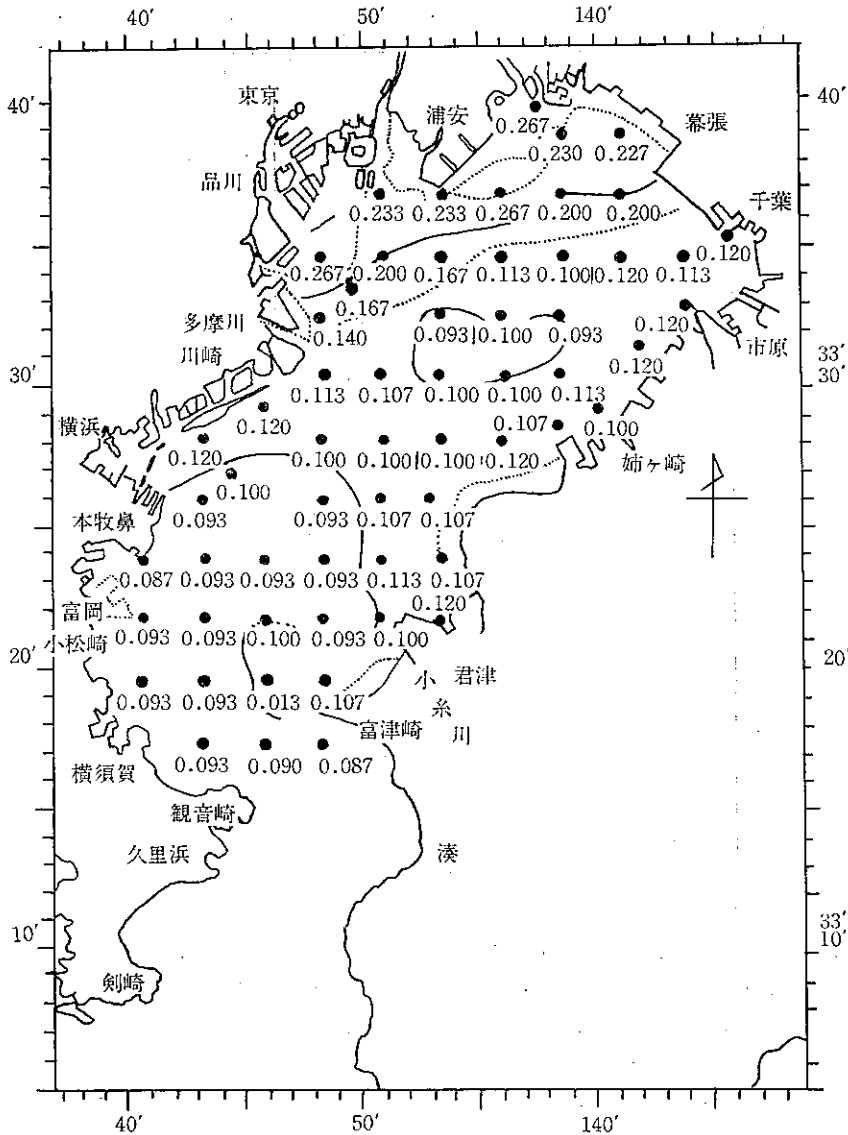 40′ 50′ 140′
40′ 東京 浦安 幕張 40′
0.267
品川 0.230 0.227
0.233 0.233 0.267 0.200 0.200 千葉
0.120
0.267 0.200 0.167 0.113 0.100 0.120 0.113
0.167
多摩川 0.140 0.093 0.100 0.093 0.120 市原
川崎 0.120 33′
30′ 0.113 0.107 0.100 0.100 0.113 30′
横浜 0.120 0.107 0.100
0.120 0.100 0.100 0.100 0.120 姉ヶ崎
0.100
本牧鼻 0.093 0.093 0.107 0.107
0.087 0.093 0.093 0.093 0.113 0.107
富岡 0.120
小松崎 0.093 0.093 0.100 0.093 0.100
20′ 小糸川 君津 20′
0.093 0.093 0.013 0.107
富津崎
横須賀 0.093 0.090 0.087
観音崎
久里浜 湊
33′
10′ 10′
剣崎
40′ 50′ 140′